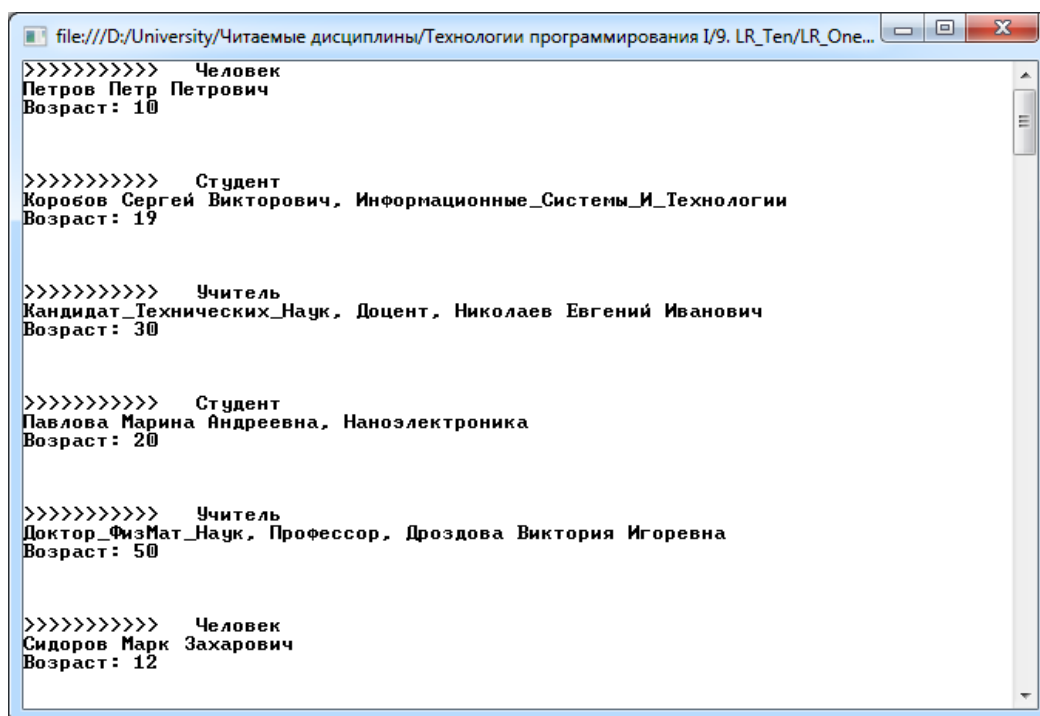 file:///D:/University/Читаемые дисциплины/Технологии программирования I/9. LR_Ten/LR_One...
>>>>>>>>>>> Человек
Петров Петр Петрович
Возраст: 10
>>>>>>>>>>> Студент
Коробов Сергей Викторович, Информационные_Системы_И_Технологии
Возраст: 19
>>>>>>>>>>> Учитель
Кандидат_Технических_Наук, Доцент, Николаев Евгений Иванович
Возраст: 30
>>>>>>>>>>> Студент
Павлова Марина Андреевна, Наноэлектроника
Возраст: 20
>>>>>>>>>>> Учитель
Доктор_ФизМат_Наук, Профессор, Дроздова Виктория Игоревна
Возраст: 50
>>>>>>>>>>> Человек
Сидоров Марк Захарович
Возраст: 12